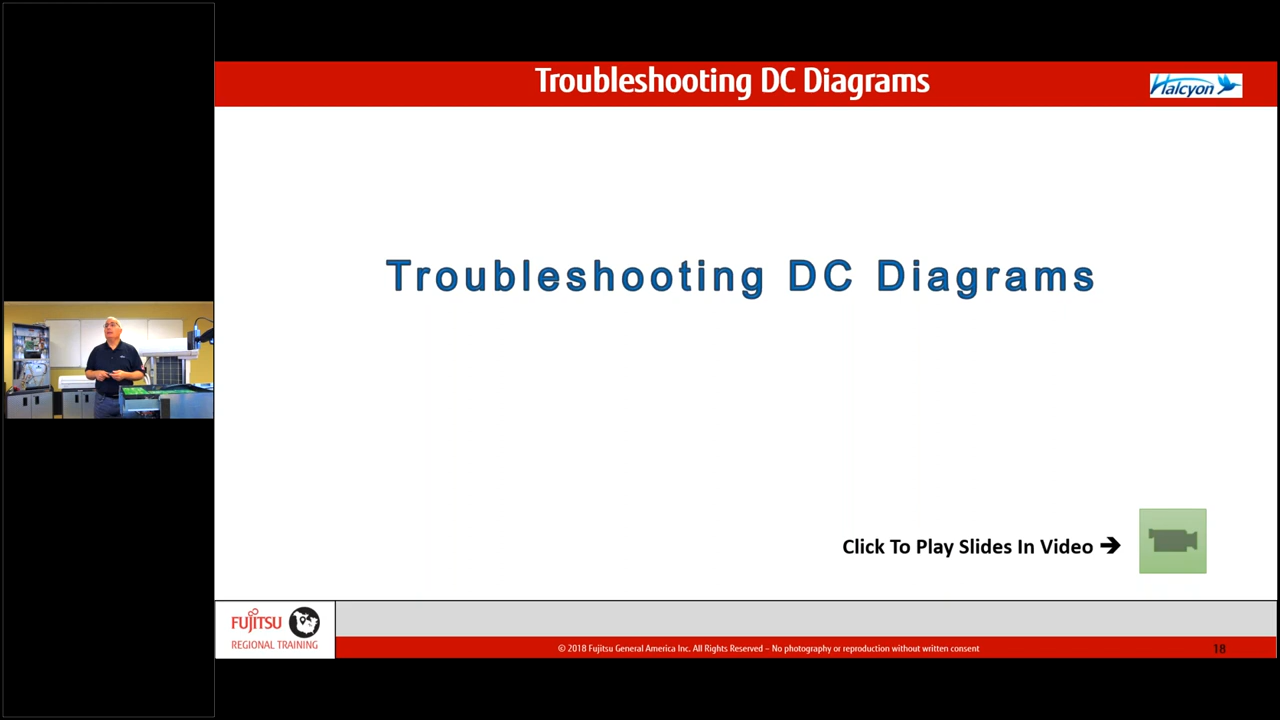 Troubleshooting DC Diagrams
Halcyon
Troubleshooting DC Diagrams
Click To Play Slides In Video ➔
FUJITSU
REGIONAL TRAINING
© 2018 Fujitsu General America Inc. All Rights Reserved – No photography or reproduction without written consent
18